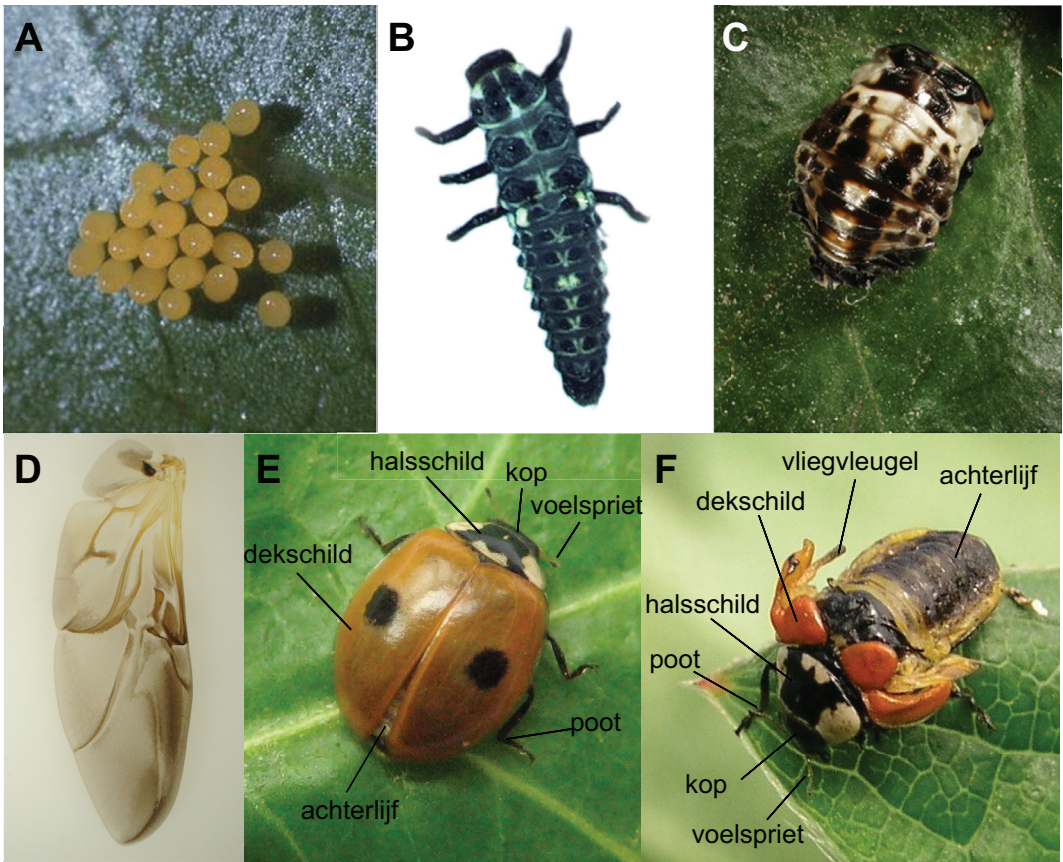 A
B
C
D
E
halsschild
kop
voelspriet
dekschild
poot
achterlijf
F
vliegvleugel
dekschild
achterlijf
halsschild
poot
kop
voelspriet